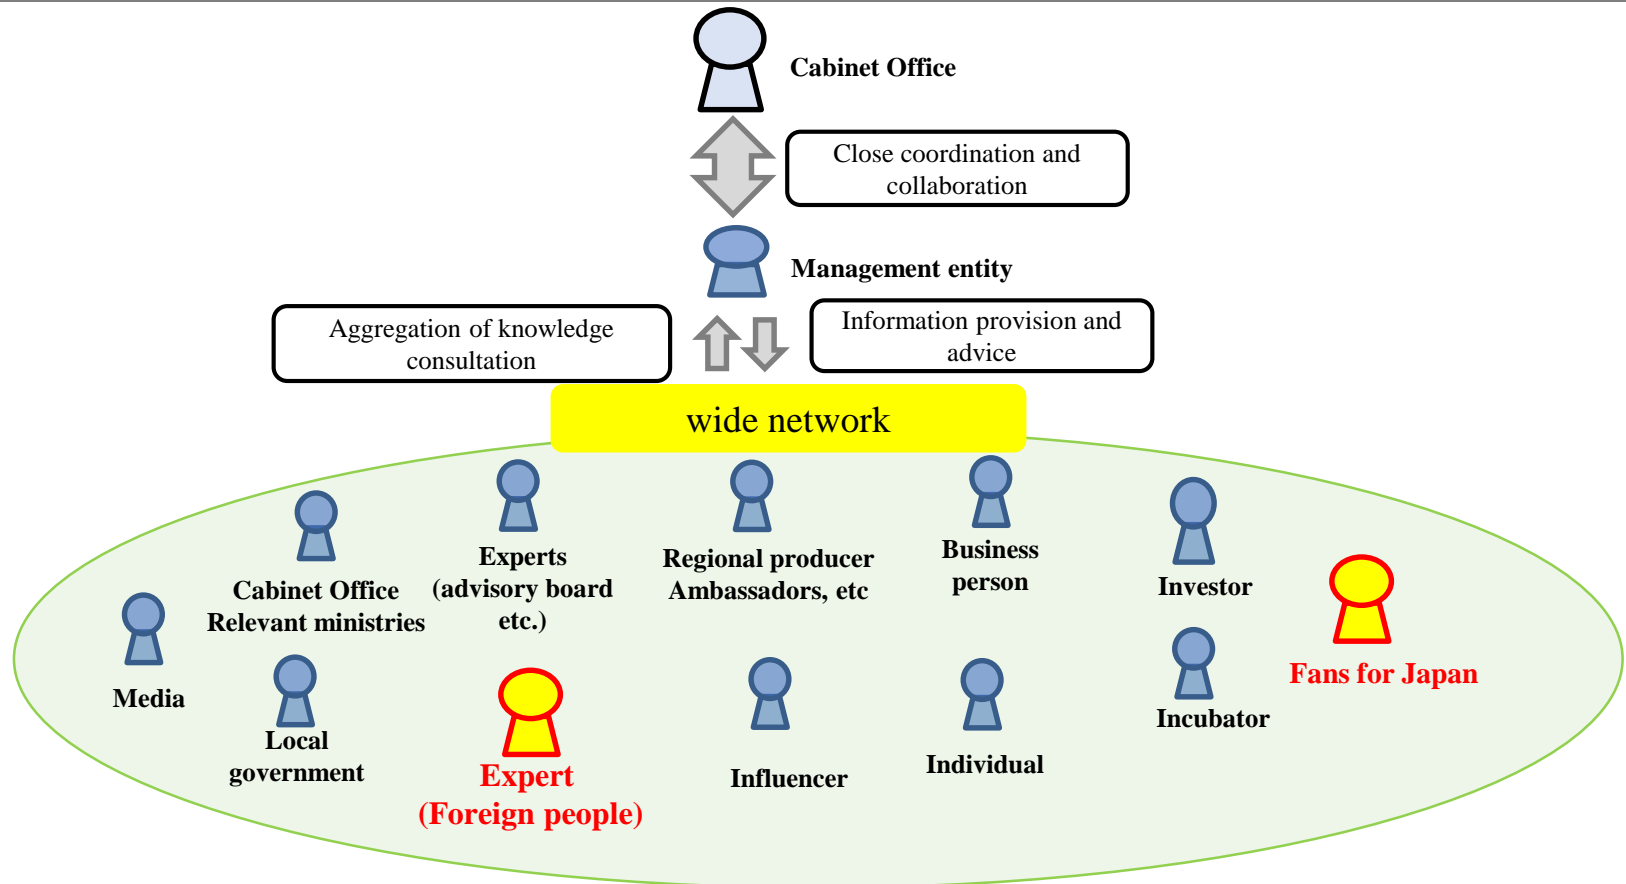 Cabinet Office
Close coordination and
collaboration
Management entity
Aggregation of knowledge
consultation
Information provision and
advice
wide network
Cabinet Office
Relevant ministries
Experts
(advisory board
etc.)
Regional producer
Ambassadors, etc
Business
person
Investor
Fans for Japan
Media
Local
government
Expert
(Foreign people)
Influencer
Individual
Incubator